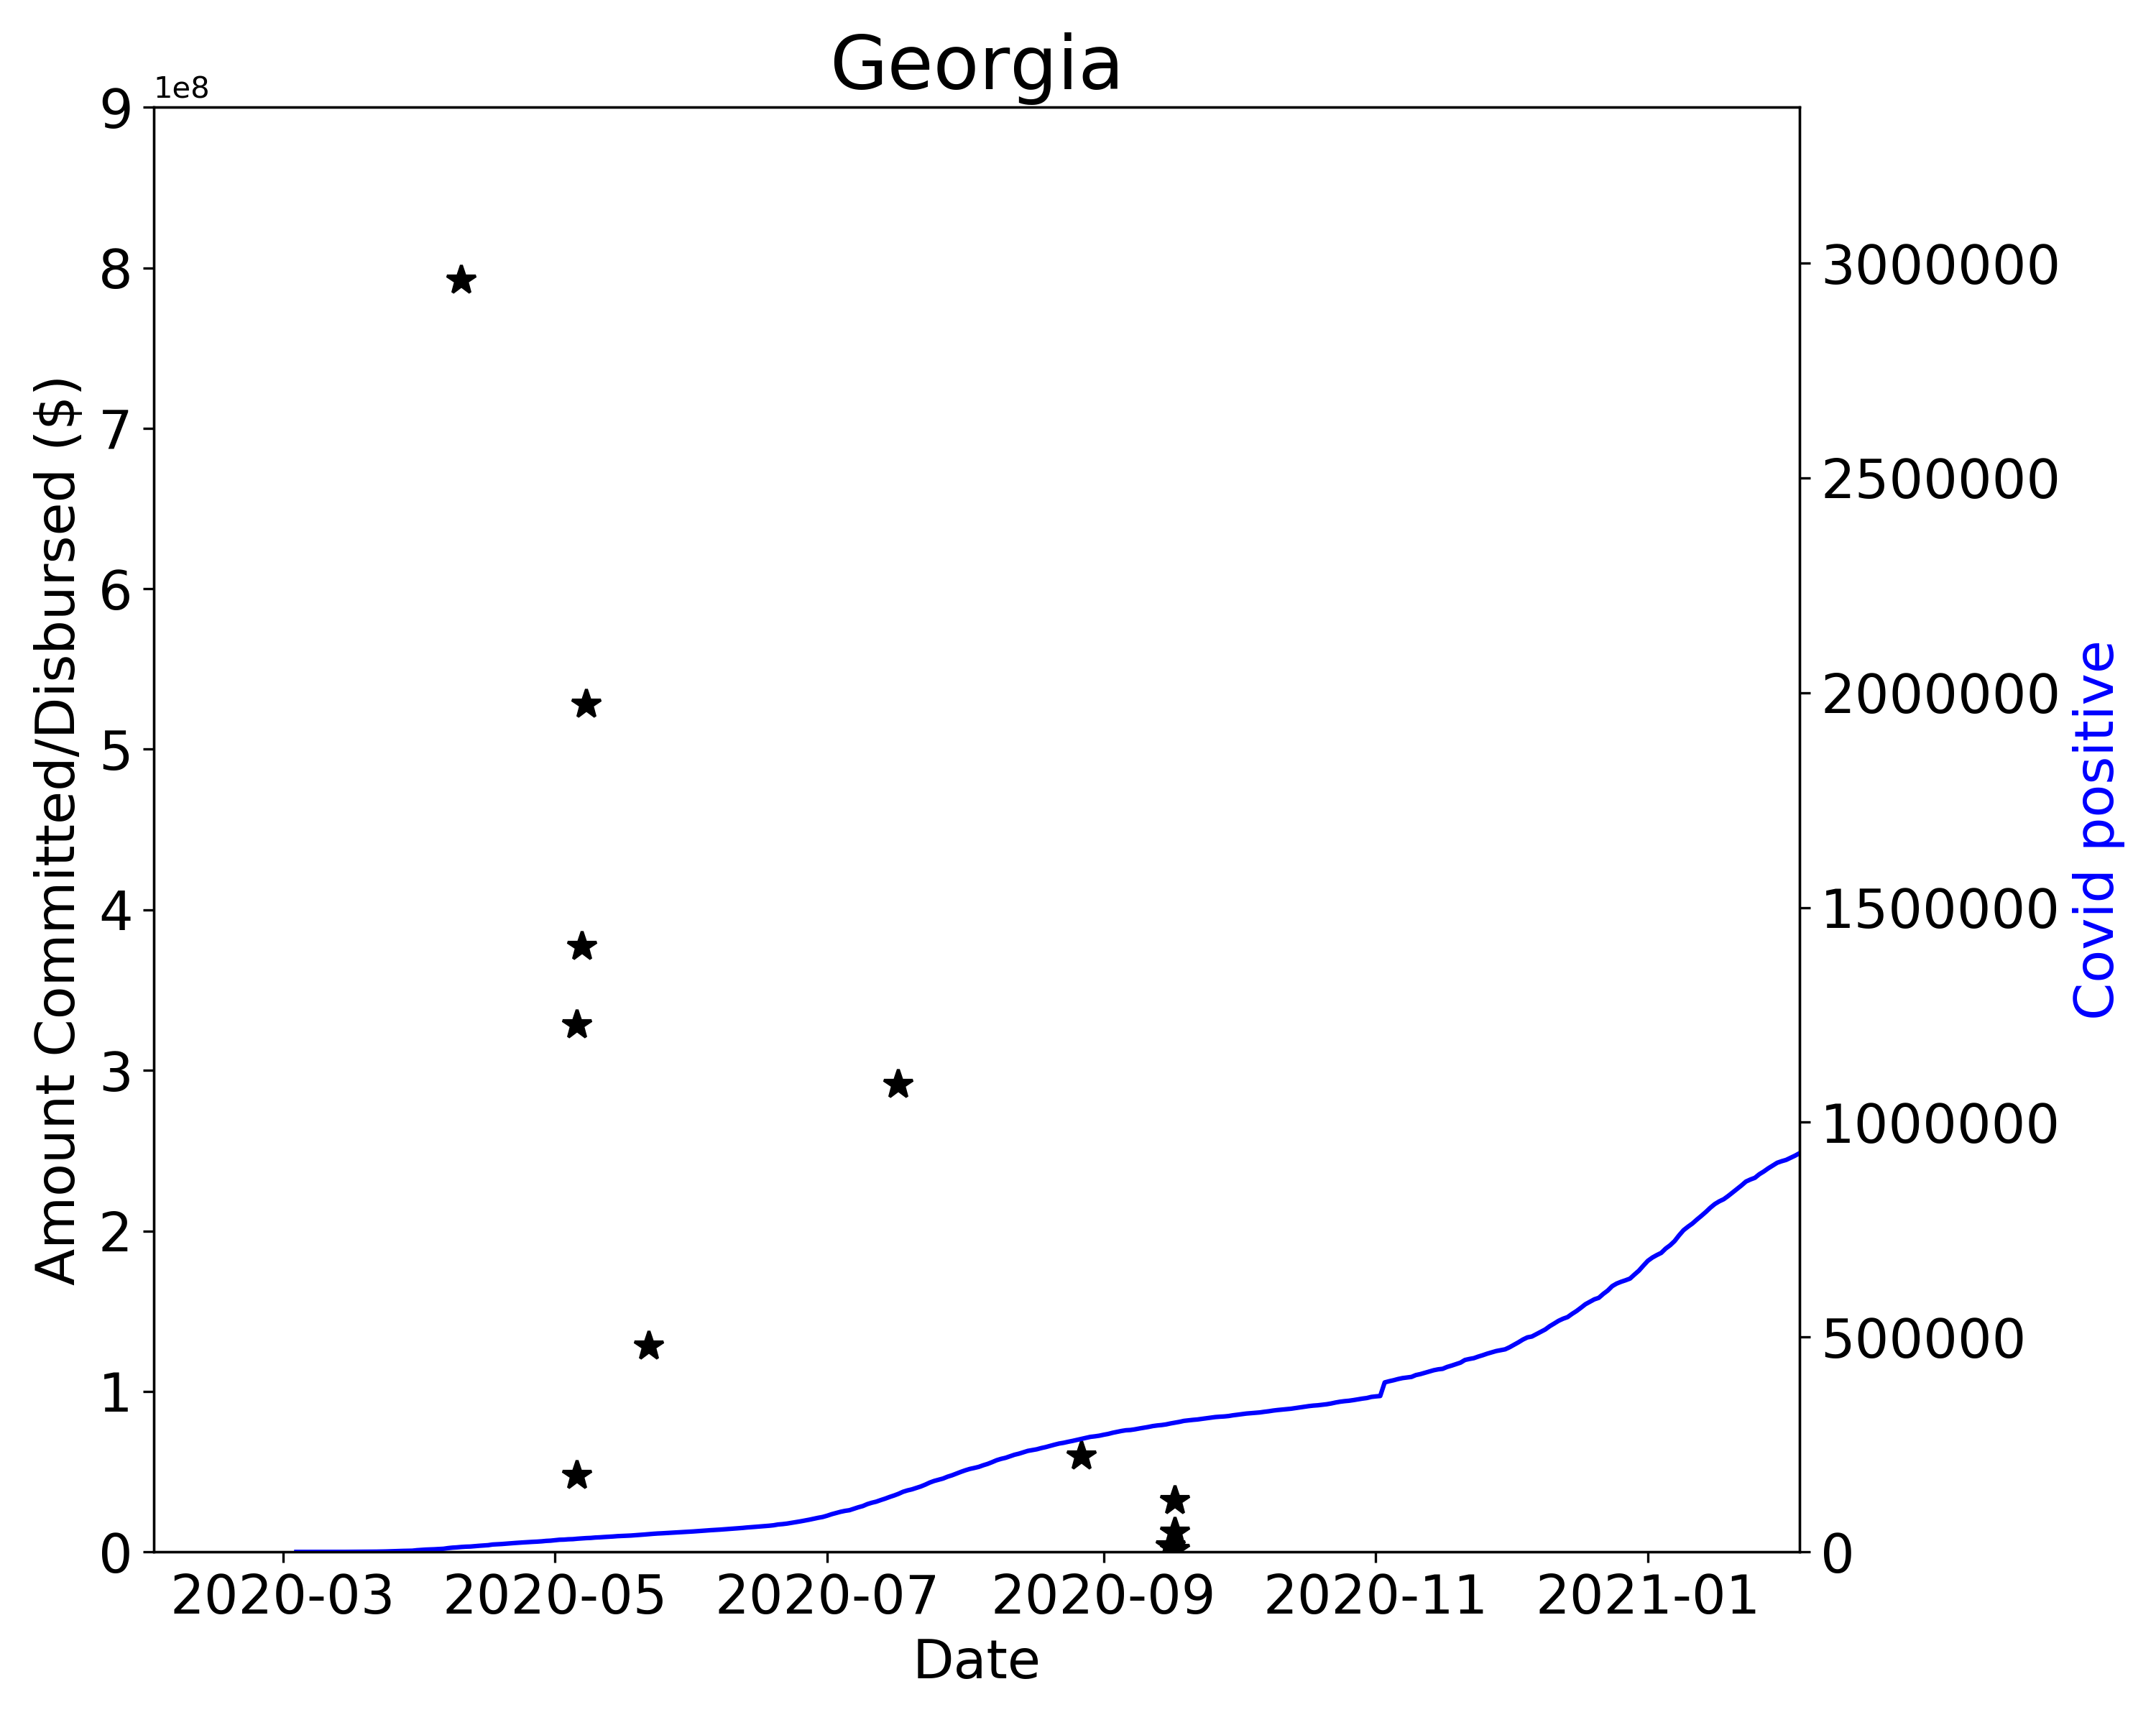 Georgia
1e8
9
8
7
6
5
4
3
2
1
0
Amount Committed/Disbursed ($)
3000000
2500000
2000000
1500000
1000000
500000
0
Covid positive
2020-03 2020-05 2020-07 2020-09 2020-11 2021-01
Date